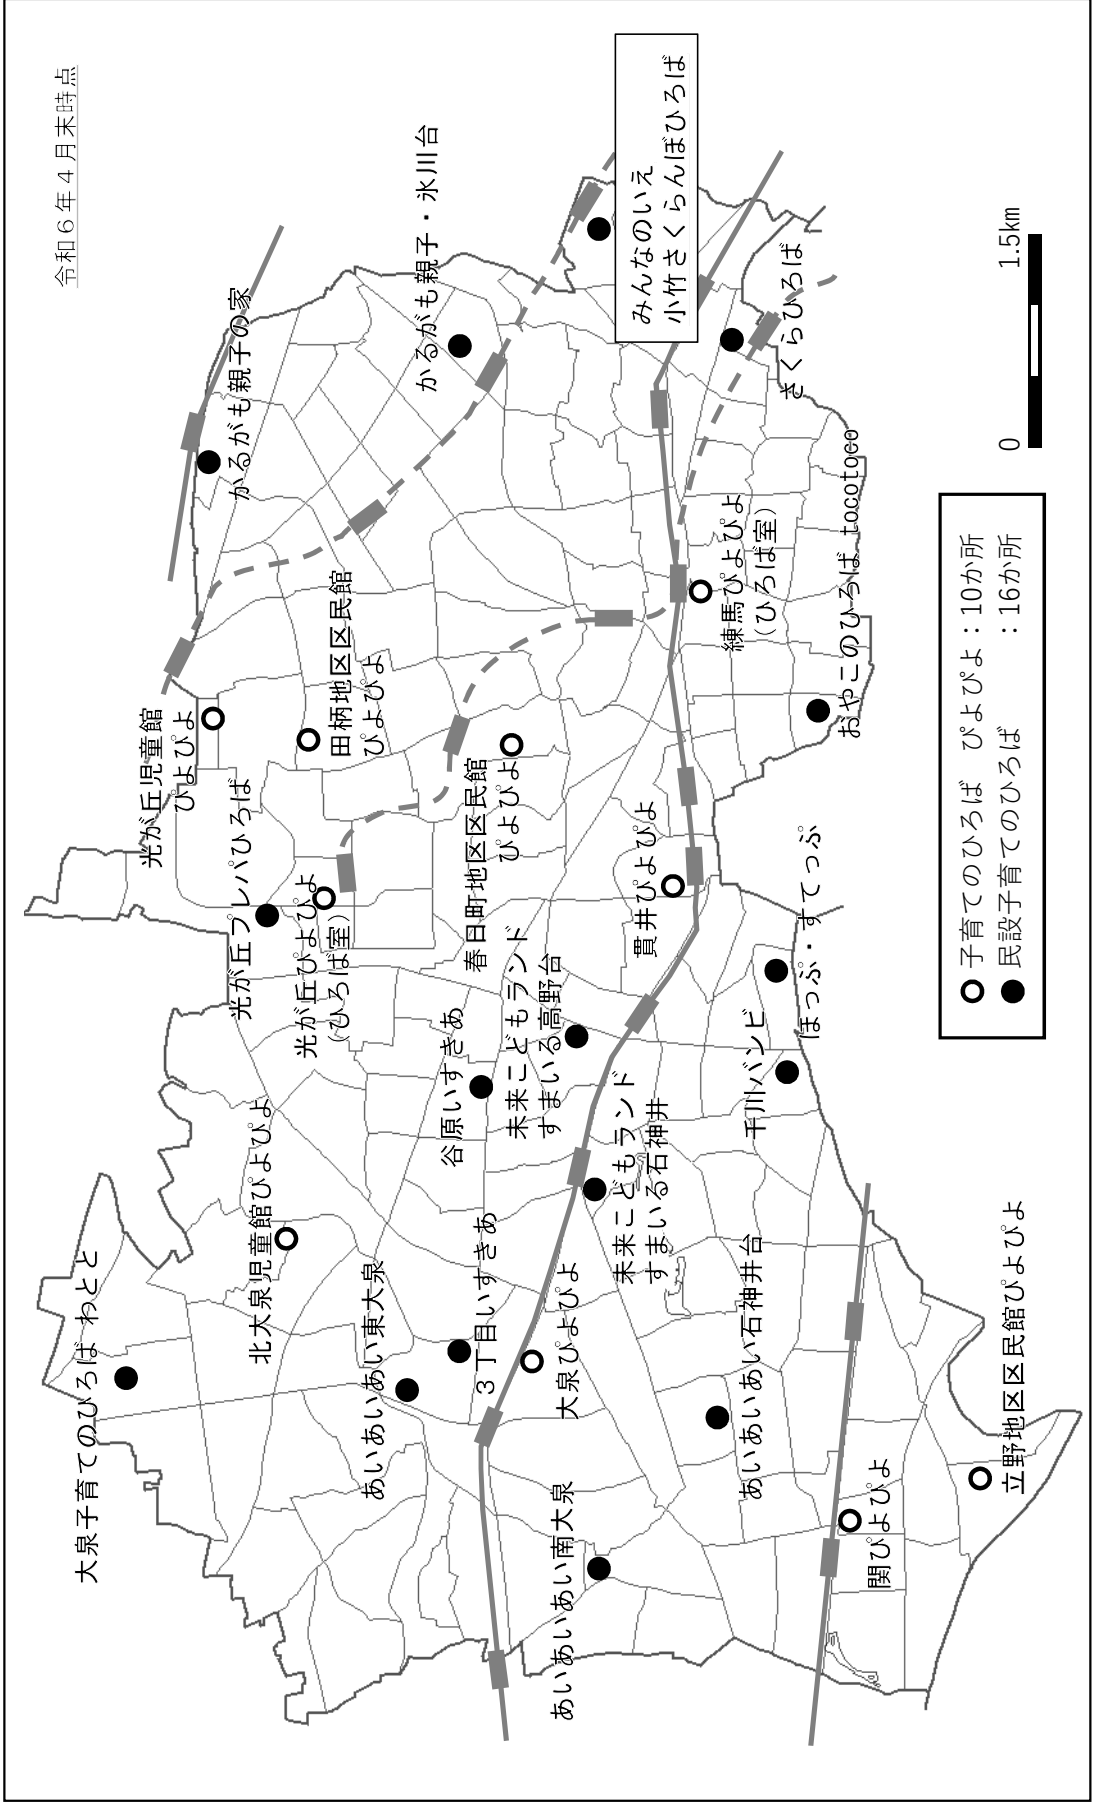 令和６年４月末時点
大泉子育てのひろば わとと
北大泉児童館ぴよぴよ
光が丘児童館
ぴよぴよ
光が丘プレパひろば
光が丘ぴよぴよ
（ひろば室）
田柄地区区民館
ぴよぴよ
かるがも親子の家
かるがも親子・氷川台
あいあいあい東大泉
谷原いすきあ
３丁目いすきあ
春日町地区区民館
ぴよぴよ
未来こどもランド
すまいる高野台
大泉ぴよぴよ
あいあいあい南大泉
未来こどもランド
すまいる石神井
貫井ぴよぴよ
みんなのいえ
小竹さくらんぼひろば
練馬ぴよぴよ
（ひろば室）
さくらひろば
あいあいあい石神井台
千川バンビ
ほっぷ・すてっぷ
おやこのひろば tocotoco
関ぴよぴよ
立野地区区民館ぴよぴよ
子育てのひろば ぴよぴよ：10か所
民設子育てのひろば ：16か所
0 1.5km